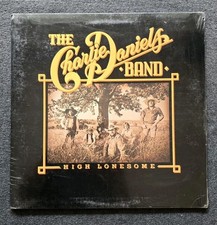 THE
Charlie Daniels
BAND
HIGH LONESOME